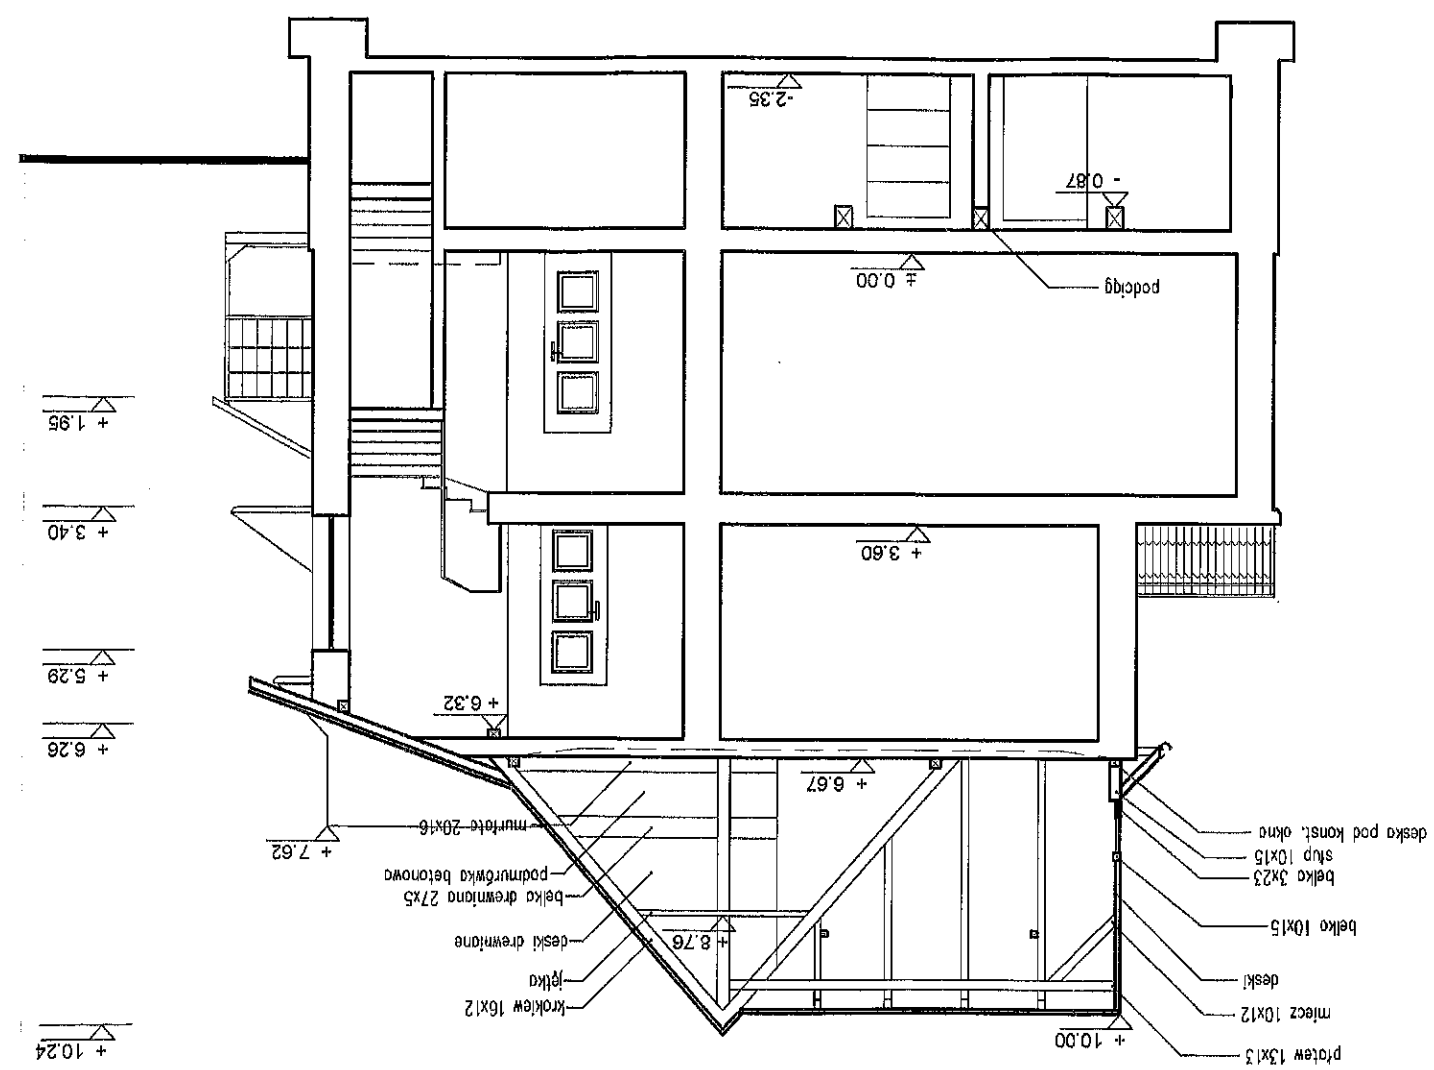 płatew 13x13
+ 10.00
+ 10.24
miecz 10x12
krokiew 16x12
deski
jętka
+ 8.76
deski drewniane
belka 10x15
belka drewniana 27x5
belka 3x23
podmurówka betonowa
słup 10x15
+ 7.62
deska pod konst. okna
murłata 20x16
+ 6.67
+ 6.26
+ 6.32
+ 5.29
+ 3.60
+ 3.40
+ 1.95
podciąg
± 0.00
- 0.87
-2.35